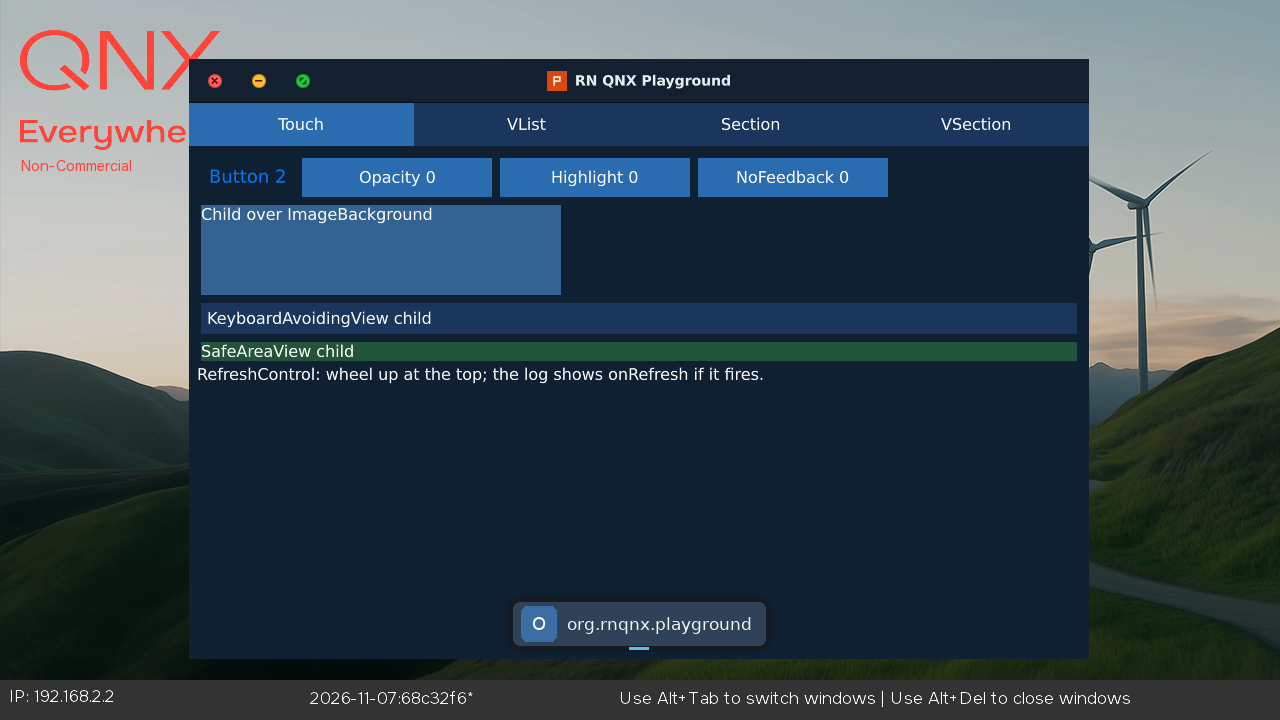 QNX
Everywhe
Non-Commercial
RN QNX Playground
Touch
VList
Section
VSection
Button 2
Opacity 0
Highlight 0
NoFeedback 0
Child over ImageBackground
KeyboardAvoidingView child
SafeAreaView child
RefreshControl: wheel up at the top; the log shows onRefresh if it fires.
O
org.rnqnx.playground
IP: 192.168.2.2
2026-11-07:68c32f6*
Use Alt+Tab to switch windows | Use Alt+Del to close windows